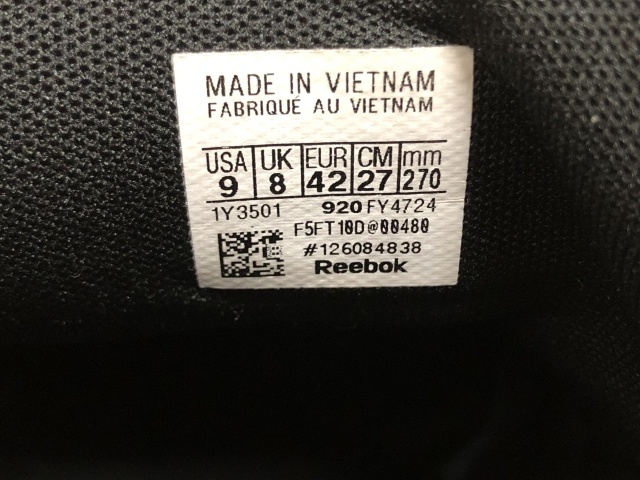 MADE IN VIETNAM
FABRIQUÉ AU VIETNAM
USA UK EUR CM mm
9 8 42 27 270
1Y3501 920 FY4724
F5FT10D@00480
#126084838
Reebok